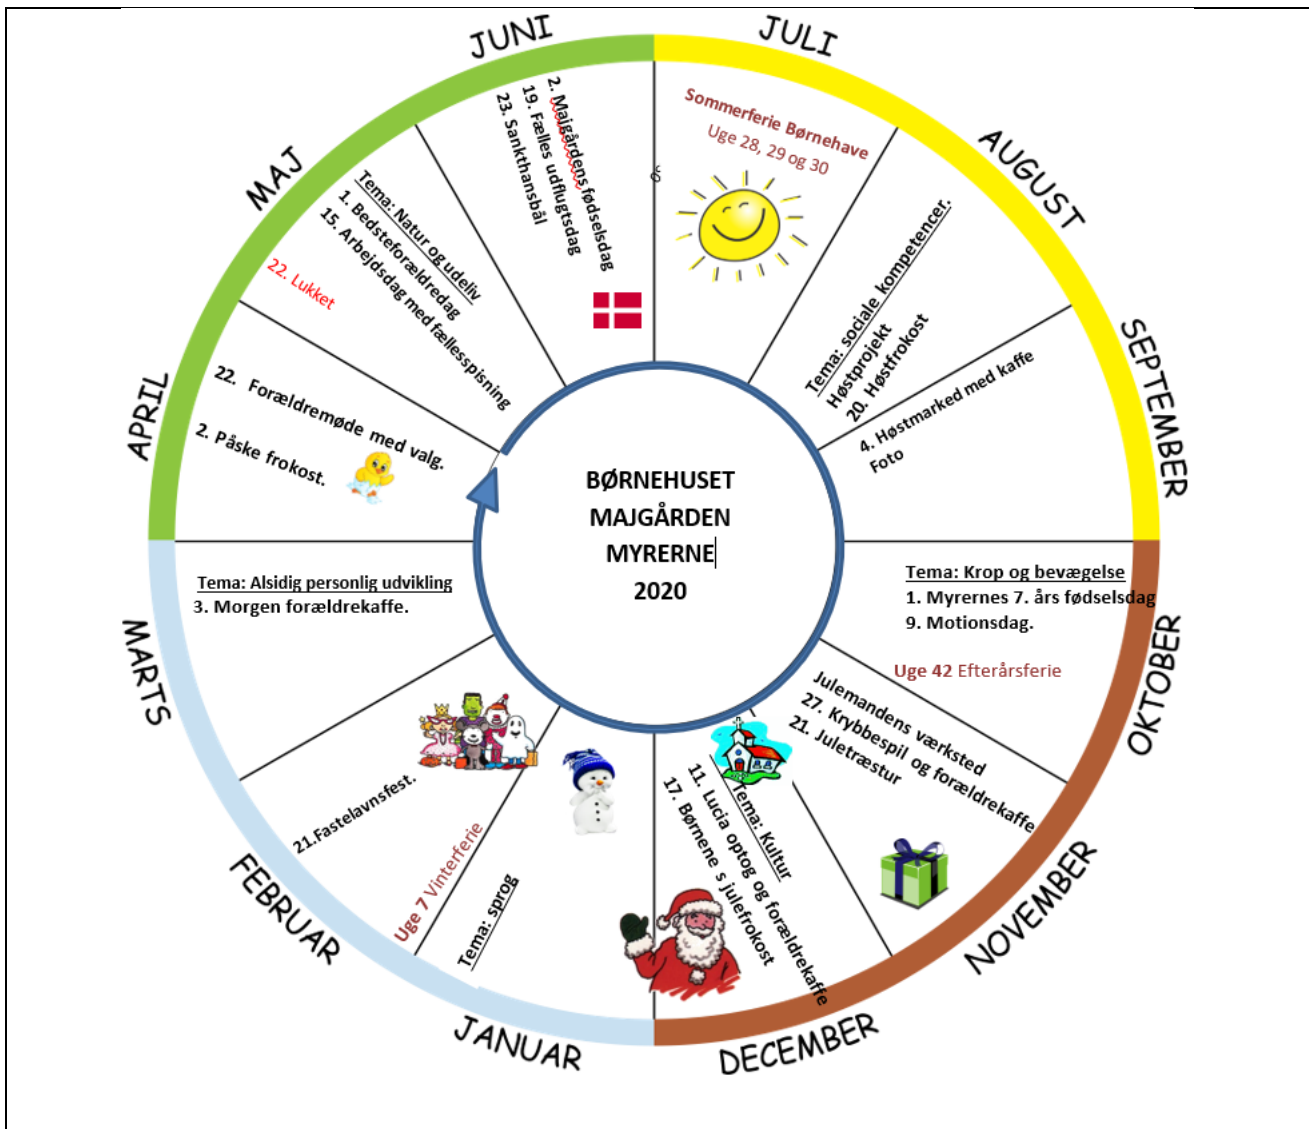 BØRNEHUSET
MAJGÅRDEN
MYRERNE
2020
JANUAR
Tema: sprog
FEBRUAR
Uge 7 Vinterferie
21.Fastelavnsfest.
MARTS
Tema: Alsidig personlig udvikling
3. Morgen forældrekaffe.
APRIL
22. Forældremøde med valg.
2. Påske frokost.
MAJ
Tema: Natur og udeliv
1. Bedsteforældredag
15. Arbejdsdag med fællesspisning
22. Lukket
JUNI
2. Majgårdens fødselsdag
19. Fælles udflugtsdag
23. Sankthansbål
JULI
Sommerferie Børnehave
Uge 28, 29 og 30
AUGUST
Tema: sociale kompetencer.
Høstprojekt
20. Høstfrokost
SEPTEMBER
4. Høstmarked med kaffe
Foto
OKTOBER
Tema: Krop og bevægelse
1. Myrernes 7. års fødselsdag
9. Motionsdag.
Uge 42 Efterårsferie
NOVEMBER
Julemandens værksted
27. Krybbespil og forældrekaffe
21. Juletræstur
DECEMBER
Tema: Kultur
11. Lucia optog og forældrekaffe
17. Børnene s julefrokost